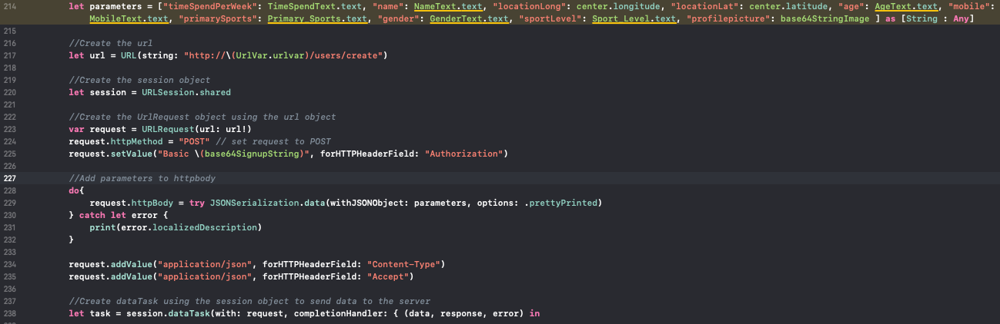 214 let parameters = ["timeSpendPerWeek": TimeSpendText.text, "name": NameText.text, "locationLong": center.longitude, "locationLat": center.latitude, "age": AgeText.text, "mobile":
MobileText.text, "primarySports": Primary_Sports.text, "gender": GenderText.text, "sportLevel": Sport_Level.text, "profilepicture": base64StringImage ] as [String : Any]
215
216 //Create the url
217 let url = URL(string: "http://\(UrlVar.urlvar)/users/create")
218
219 //Create the session object
220 let session = URLSession.shared
221
222 //Create the UrlRequest object using the url object
223 var request = URLRequest(url: url!)
224 request.httpMethod = "POST" // set request to POST
225 request.setValue("Basic \(base64SignupString)", forHTTPHeaderField: "Authorization")
226
227 //Add parameters to httpbody
228 do{
229 request.httpBody = try JSONSerialization.data(withJSONObject: parameters, options: .prettyPrinted)
230 } catch let error {
231 print(error.localizedDescription)
232 }
233
234 request.addValue("application/json", forHTTPHeaderField: "Content-Type")
235 request.addValue("application/json", forHTTPHeaderField: "Accept")
236
237 //Create dataTask using the session object to send data to the server
238 let task = session.dataTask(with: request, completionHandler: { (data, response, error) in